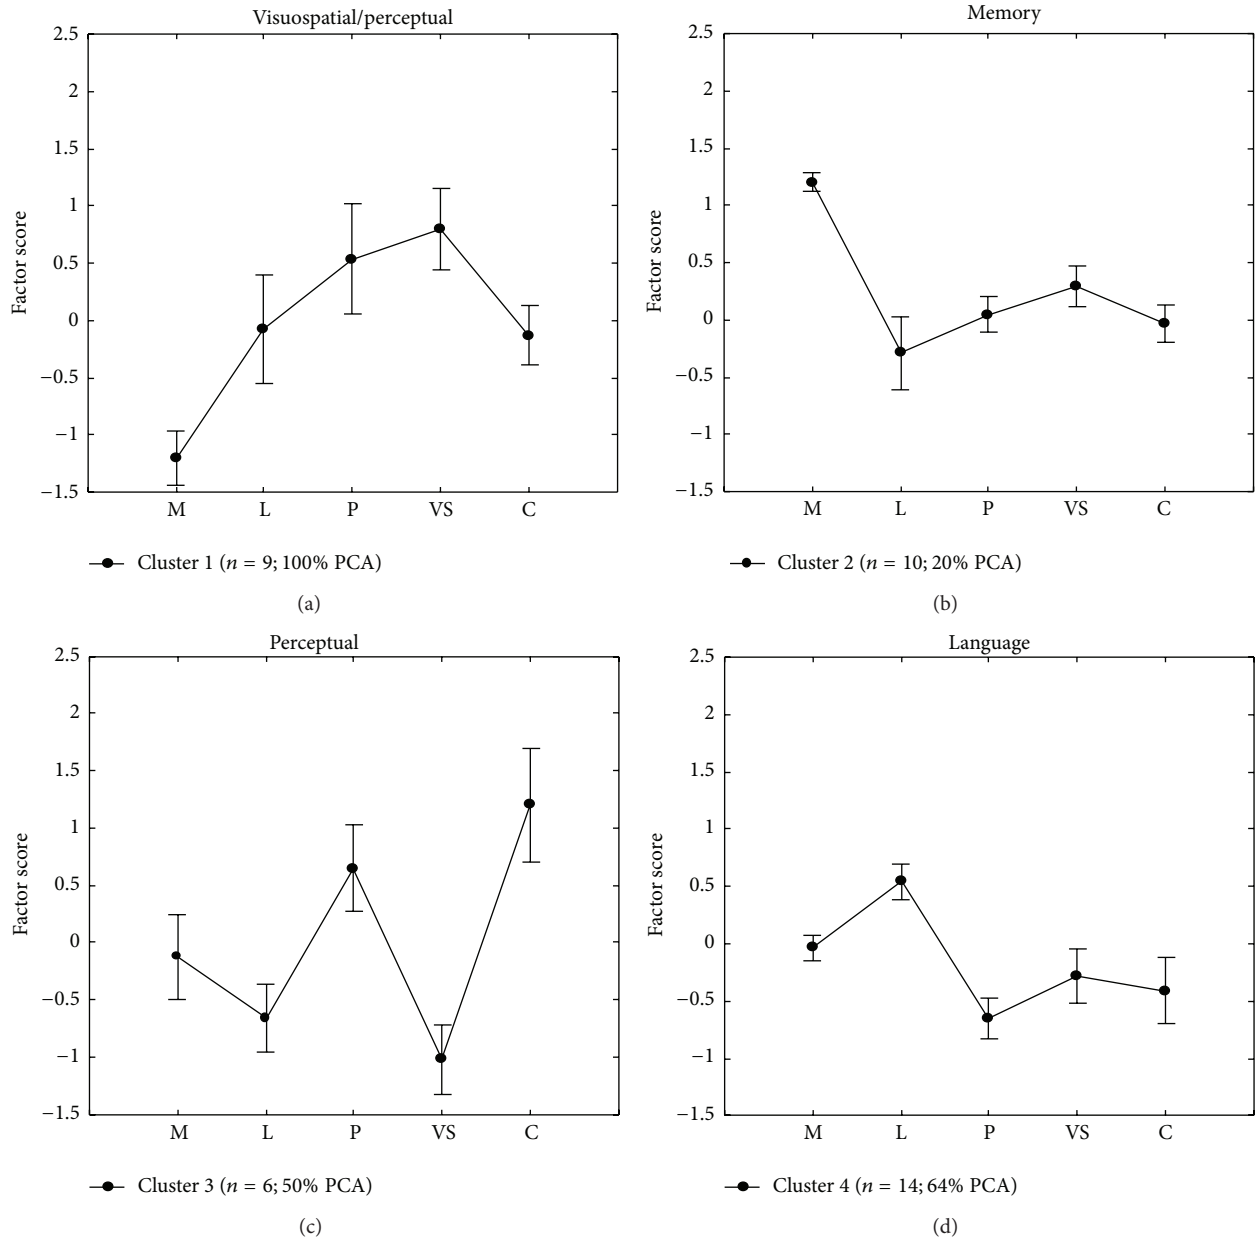 Visuospatial/perceptual
2.5
2
1.5
1
0.5
0
−0.5
−1
−1.5
Factor score
M L P VS C
Cluster 1 (n = 9; 100% PCA)
(a)
Memory
2.5
2
1.5
1
0.5
0
−0.5
−1
−1.5
Factor score
M L P VS C
Cluster 2 (n = 10; 20% PCA)
(b)
Perceptual
2.5
2
1.5
1
0.5
0
−0.5
−1
−1.5
Factor score
M L P VS C
Cluster 3 (n = 6; 50% PCA)
(c)
Language
2.5
2
1.5
1
0.5
0
−0.5
−1
−1.5
Factor score
M L P VS C
Cluster 4 (n = 14; 64% PCA)
(d)